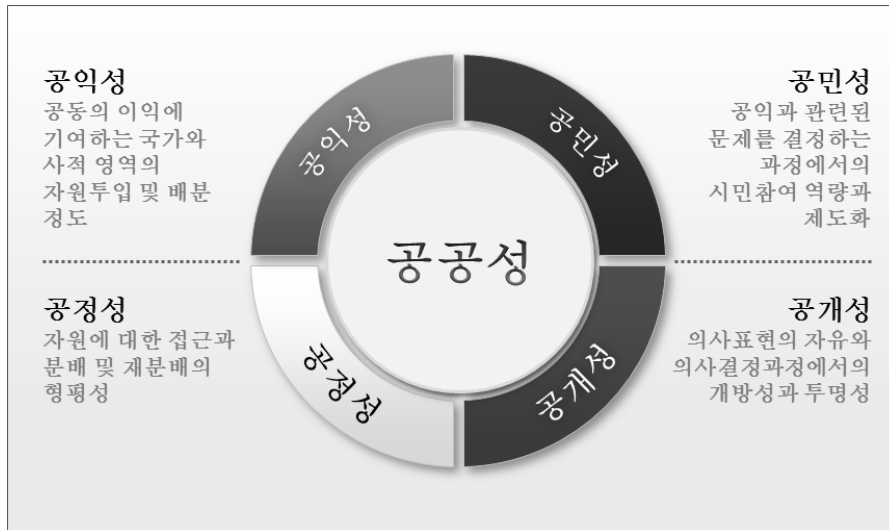 공익성
공동의 이익에
기여하는 국가와
사적 영역의
자원투입 및 배분
정도
공민성
공익과 관련된
문제를 결정하는
과정에서의
시민참여 역량과
제도화
공익성
공민성
공공성
공정성
공개성
공정성
자원에 대한 접근과
분배 및 재분배의
형평성
공개성
의사표현의 자유와
의사결정과정에서의
개방성과 투명성